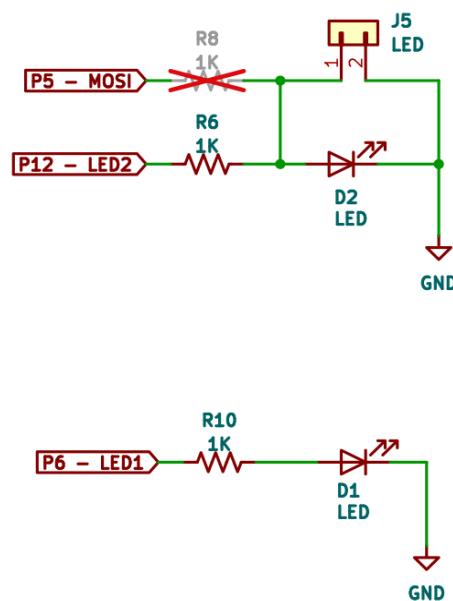 J5
LED
R8
1K
1
2
P5 – MOSI
R6
1K
P12 – LED2
D2
LED
GND
R10
1K
P6 – LED1
D1
LED
GND